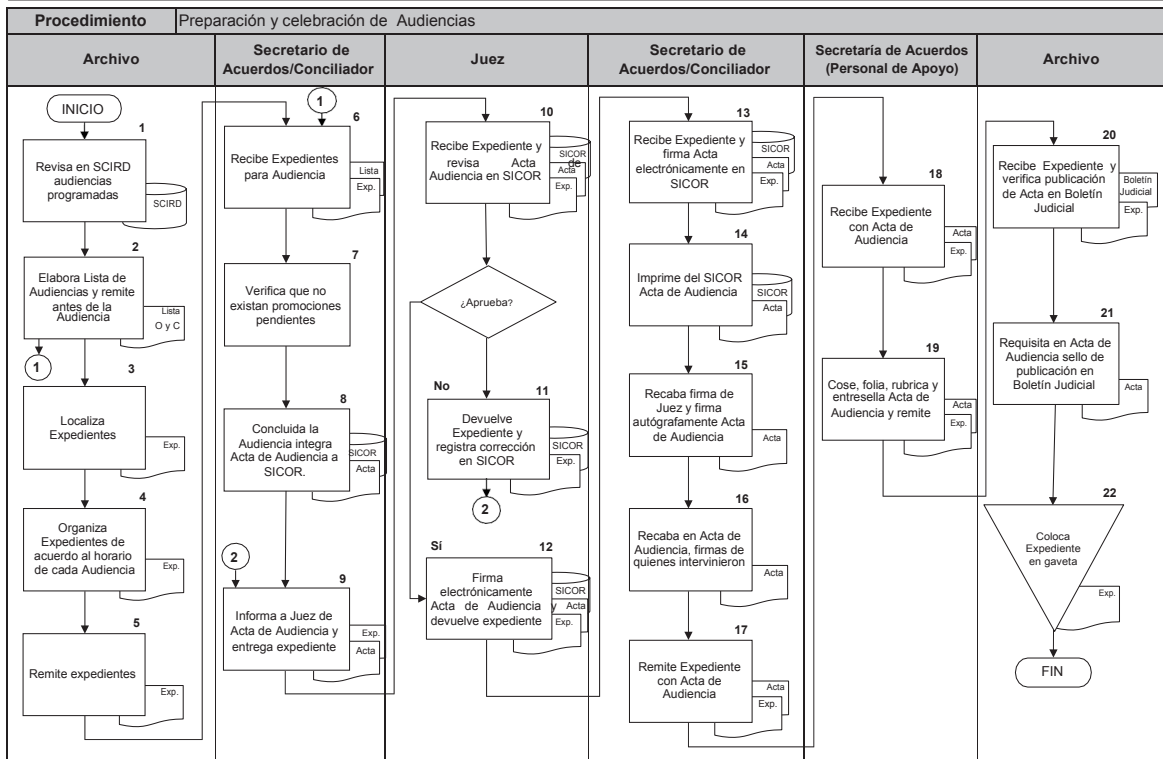 Procedimiento Preparación y celebración de Audiencias
Archivo
Secretario de
Acuerdos/Conciliador
Juez
Secretario de
Acuerdos/Conciliador
Secretaría de Acuerdos
(Personal de Apoyo)
Archivo
INICIO
1
Revisa en SCIRD
audiencias
programadas
SCIRD
2
Elabora Lista de
Audiencias y remite
antes de la
Audiencia
Lista
O y C
1
3
Localiza
Expedientes
Exp.
4
Organiza
Expedientes de
acuerdo al horario
de cada Audiencia
Exp.
5
Remite expedientes
Exp.
1
6
Recibe Expedientes
para Audiencia
Lista
Exp.
7
Verifica que no
existan promociones
pendientes
8
Concluida la
Audiencia integra
Acta de Audiencia a
SICOR.
SICOR
Acta
2
9
Informa a Juez de
Acta de Audiencia y
entrega expediente
Exp.
Acta
10
Recibe Expediente y
revisa Acta de
Audiencia en SICOR
SICOR
Acta
Exp.
¿Aprueba?
No
11
Devuelve
Expediente y
registra corrección
en SICOR
SICOR
Exp.
2
Sí
12
Firma
electrónicamente
Acta de Audiencia y
devuelve expediente
SICOR
Acta
Exp.
13
Recibe Expediente y
firma Acta
electrónicamente en
SICOR
SICOR
Acta
Exp.
14
Imprime del SICOR
Acta de Audiencia
SICOR
Acta
15
Recaba firma de
Juez y firma
autógrafamente Acta
de Audiencia
Acta
16
Recaba en Acta de
Audiencia, firmas de
quienes intervinieron
Acta
17
Remite Expediente
con Acta de
Audiencia
Acta
Exp.
18
Recibe Expediente
con Acta de
Audiencia
Acta
Exp.
19
Cose, folia, rubrica y
entresella Acta de
Audiencia y remite
Acta
Exp.
20
Recibe Expediente y
verifica publicación
de Acta en Boletín
Judicial
Boletín
Judicial
Exp.
21
Requisita en Acta de
Audiencia sello de
publicación en
Boletín Judicial
Acta
22
Coloca
Expediente
en gaveta
Exp.
FIN